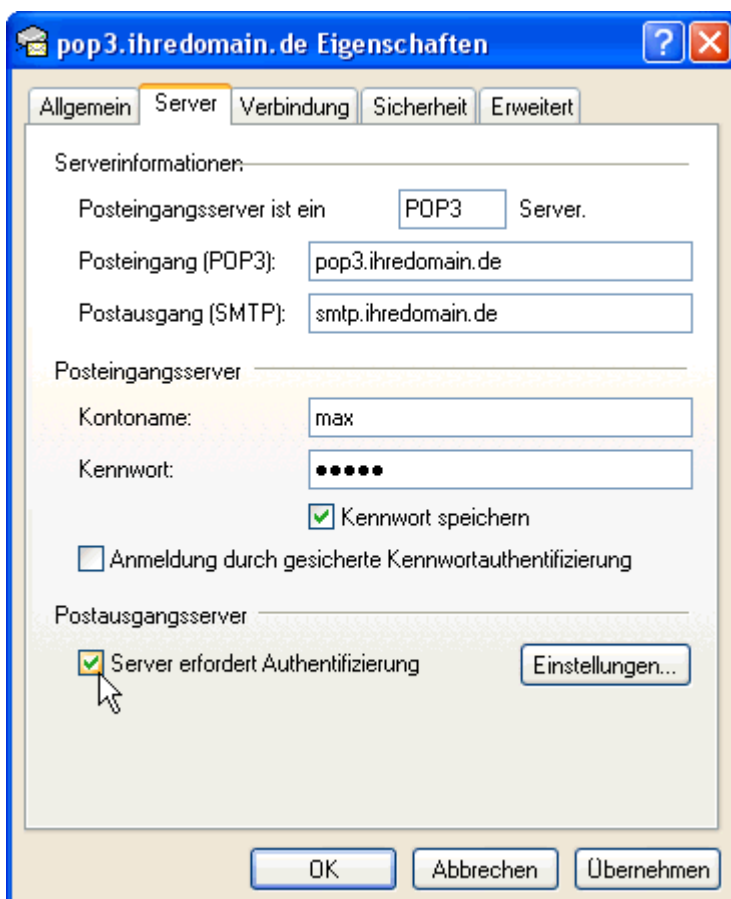 pop3.ihredomain.de Eigenschaften
Allgemein Server Verbindung Sicherheit Erweitert
Serverinformationen
Posteingangsserver ist ein POP3 Server.
Posteingang (POP3): pop3.ihredomain.de
Postausgang (SMTP): smtp.ihredomain.de
Posteingangsserver
Kontoname: max
Kennwort: •••••
Kennwort speichern
Anmeldung durch gesicherte Kennwortauthentifizierung
Postausgangsserver
Server erfordert Authentifizierung Einstellungen...
OK Abbrechen Übernehmen